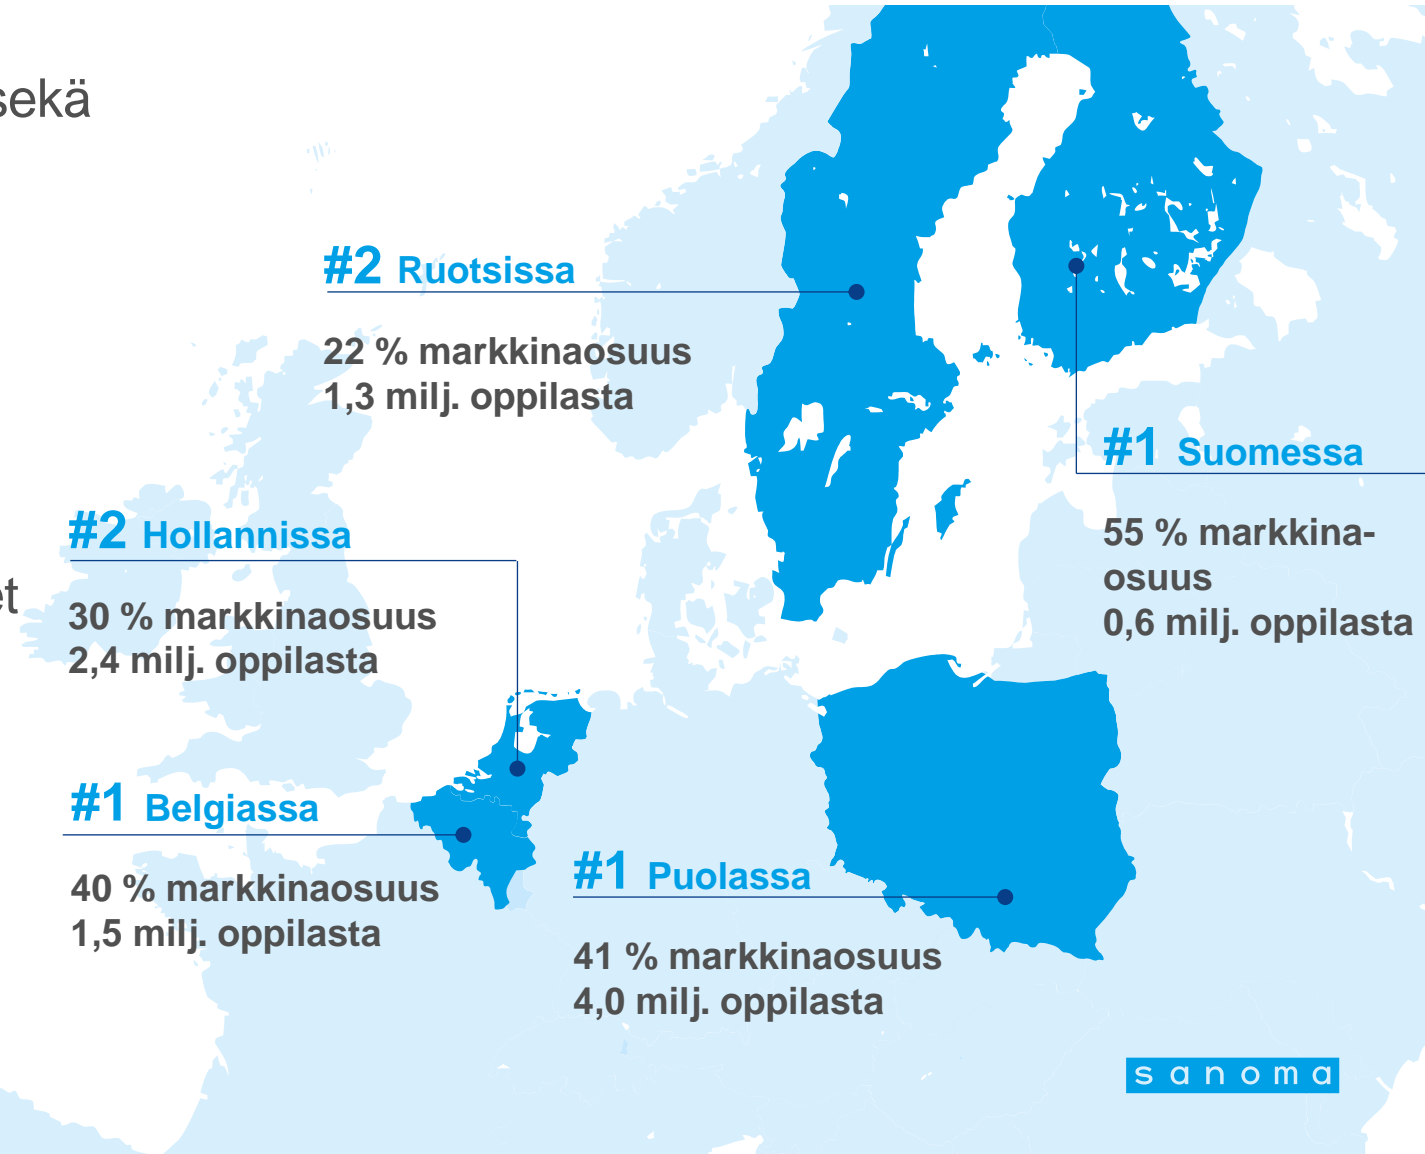 sekä
#2 Ruotsissa
22 % markkinaosuus
1,3 milj. oppilasta
#1 Suomessa
55 % markkina-
osuus
0,6 milj. oppilasta
#2 Hollannissa
et
30 % markkinaosuus
2,4 milj. oppilasta
#1 Belgiassa
40 % markkinaosuus
1,5 milj. oppilasta
#1 Puolassa
41 % markkinaosuus
4,0 milj. oppilasta
sanoma